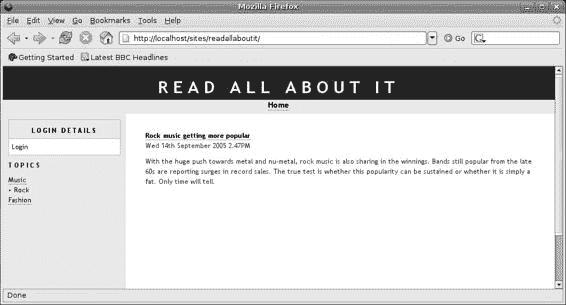 Mozilla Firefox
File Edit View Go Bookmarks Tools Help
http://localhost/sites/readallaboutit/
Go
Getting Started Latest BBC Headlines
READ ALL ABOUT IT
Home
LOGIN DETAILS
Login
TOPICS
Music
• Rock
Fashion
Rock music getting more popular
Wed 14th September 2005 2.47PM
With the huge push towards metal and nu-metal, rock music is also sharing in the winnings. Bands still popular from the late
60s are reporting surges in record sales. The true test is whether this popularity can be sustained or whether it is simply a
fat. Only time will tell.
Done